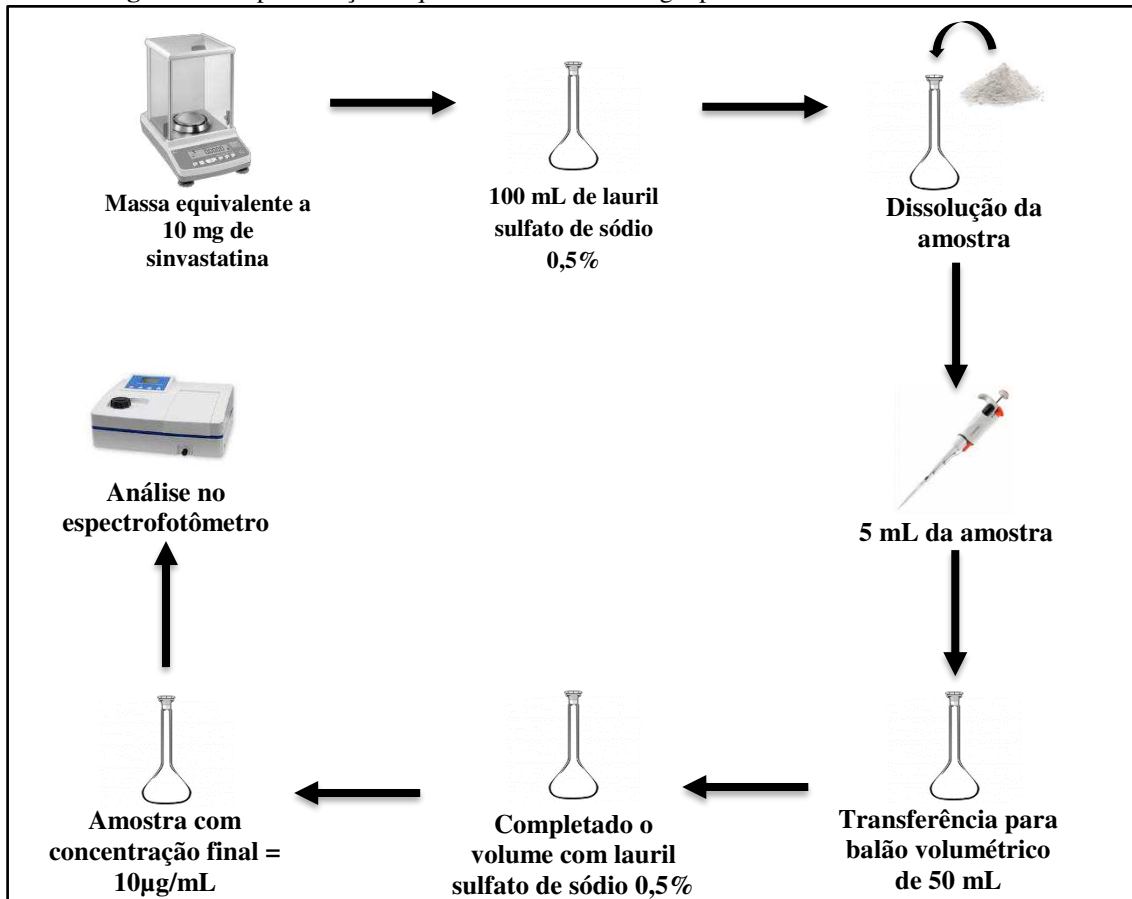 Massa equivalente a
10 mg de
sinvastatina
100 mL de lauril
sulfato de sódio
0,5%
Dissolução da
amostra
5 mL da amostra
Transferência para
balão volumétrico
de 50 mL
Completado o
volume com lauril
sulfato de sódio 0,5%
Amostra com
concentração final =
10µg/mL
Análise no
espectrofotômetro